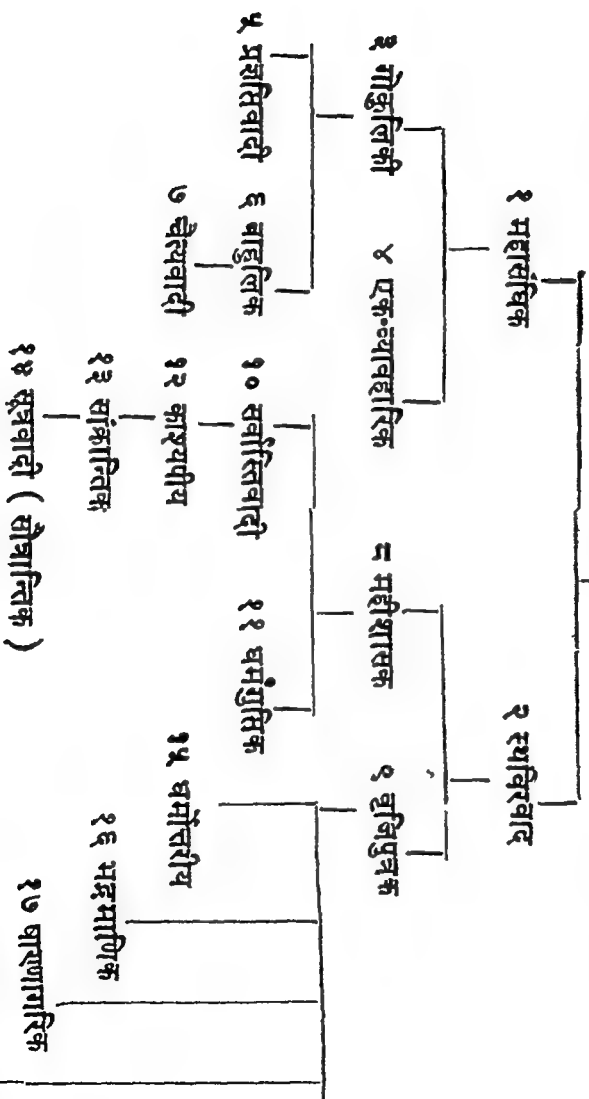 १ महासंघिक
२ स्थविरवाद
३ गोकुलिकी
४ एक-व्यावहारिक
८ महीशासक
९ वृजिपुत्रक
५ प्रज्ञप्तिवादी
६ बाहुलिक
१० सर्वास्तिवादी
११ धर्मगुप्तिक
१५ धर्मोत्तरीय
७ चैत्यवादी
१२ काश्यपीय
१६ भद्रयाणिक
१३ सांक्रान्तिक
१७ षाण्णागरिक
१४ सूत्रवादी ( सौत्रान्तिक )